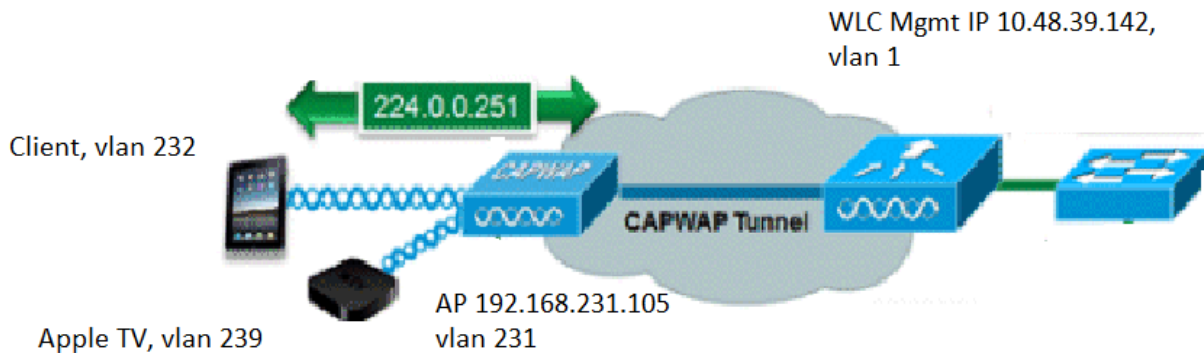 WLC Mgmt IP 10.48.39.142,
vlan 1
224.0.0.251
Client, vlan 232
CAPWAP
CAPWAP Tunnel
AP 192.168.231.105
vlan 231
Apple TV, vlan 239